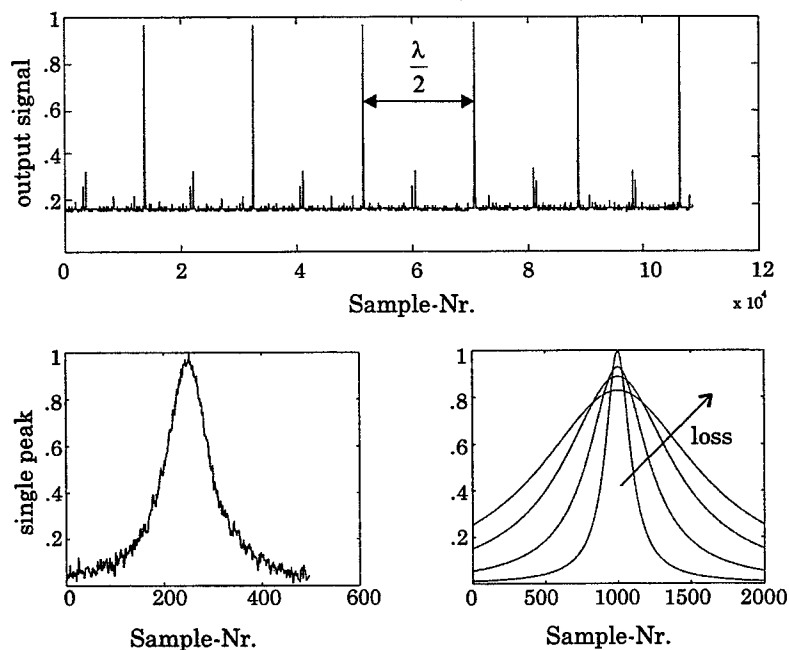 1
.8
.6
.4
.2
output signal
λ/2
0 2 4 6 8 10 12
Sample-Nr.
x 10⁴
1
.8
.6
.4
.2
single peak
0 200 400 600
Sample-Nr.
1
.8
.6
.4
.2
loss
0 500 1000 1500 2000
Sample-Nr.